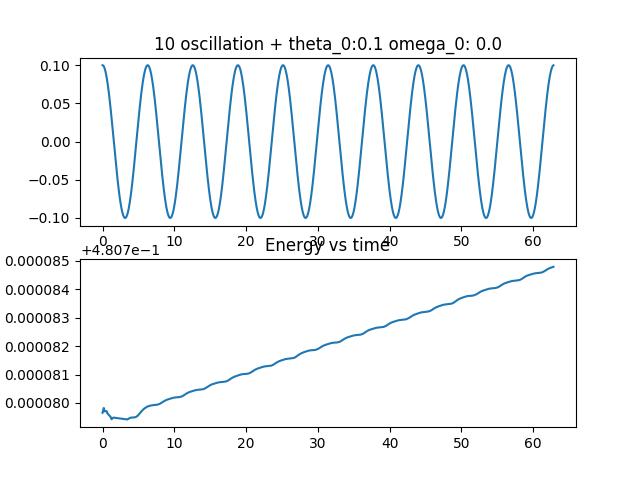 10 oscillation + theta_0:0.1 omega_0: 0.0
0.10
0.05
0.00
−0.05
−0.10
0 10 20 30 40 50 60
Energy vs time
+4.807e−1
0.000085
0.000084
0.000083
0.000082
0.000081
0.000080
0 10 20 30 40 50 60